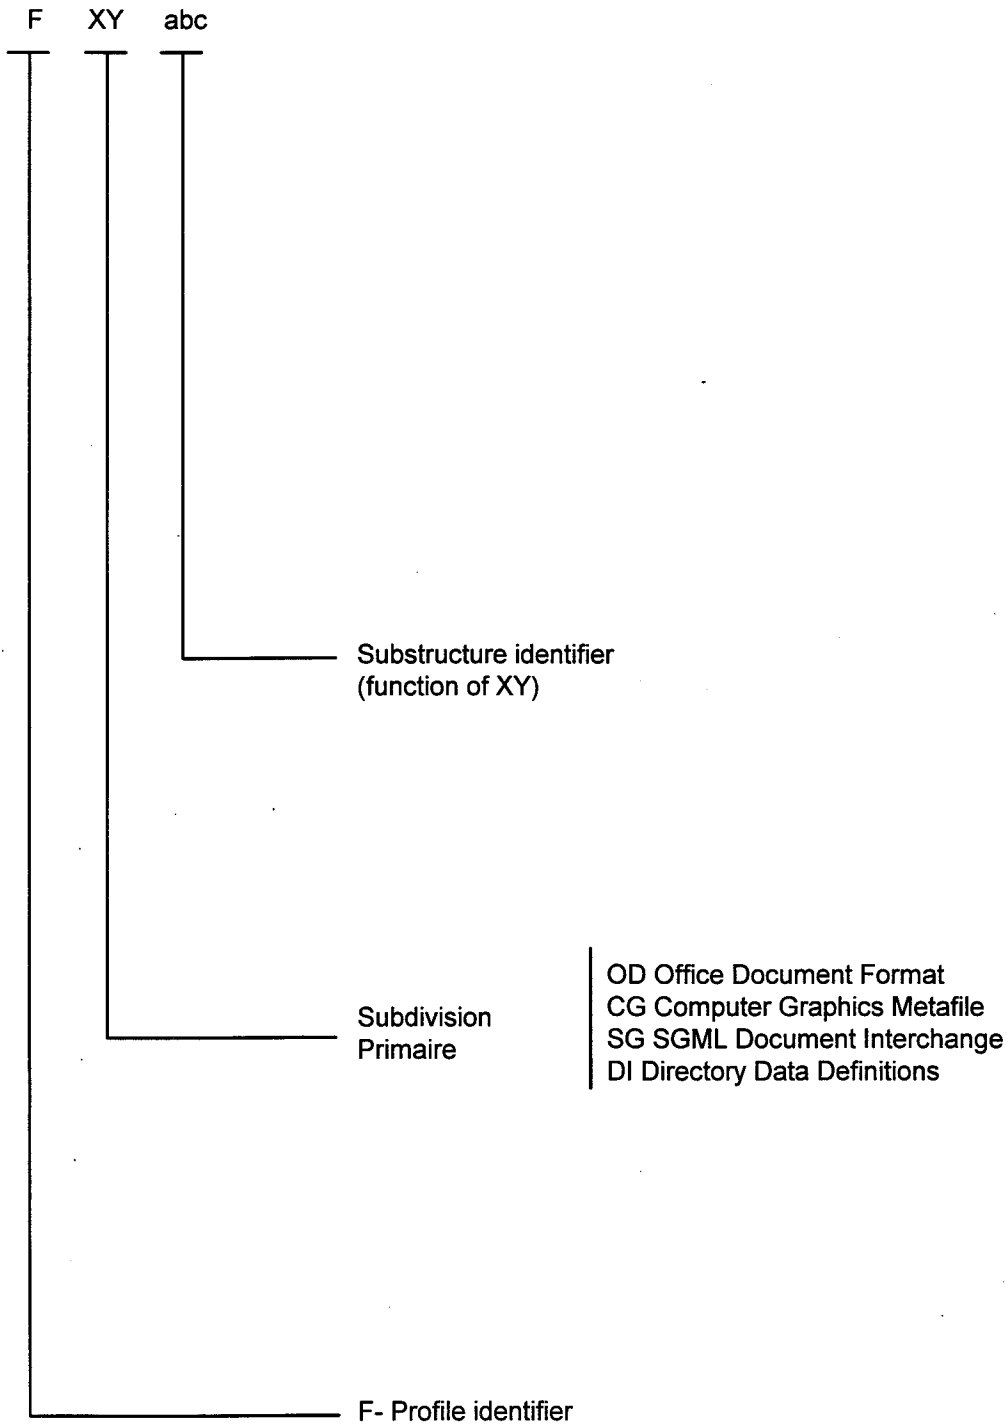 F XY abc
Substructure identifier
(function of XY)
Subdivision
Primaire
OD Office Document Format
CG Computer Graphics Metafile
SG SGML Document Interchange
DI Directory Data Definitions
F- Profile identifier